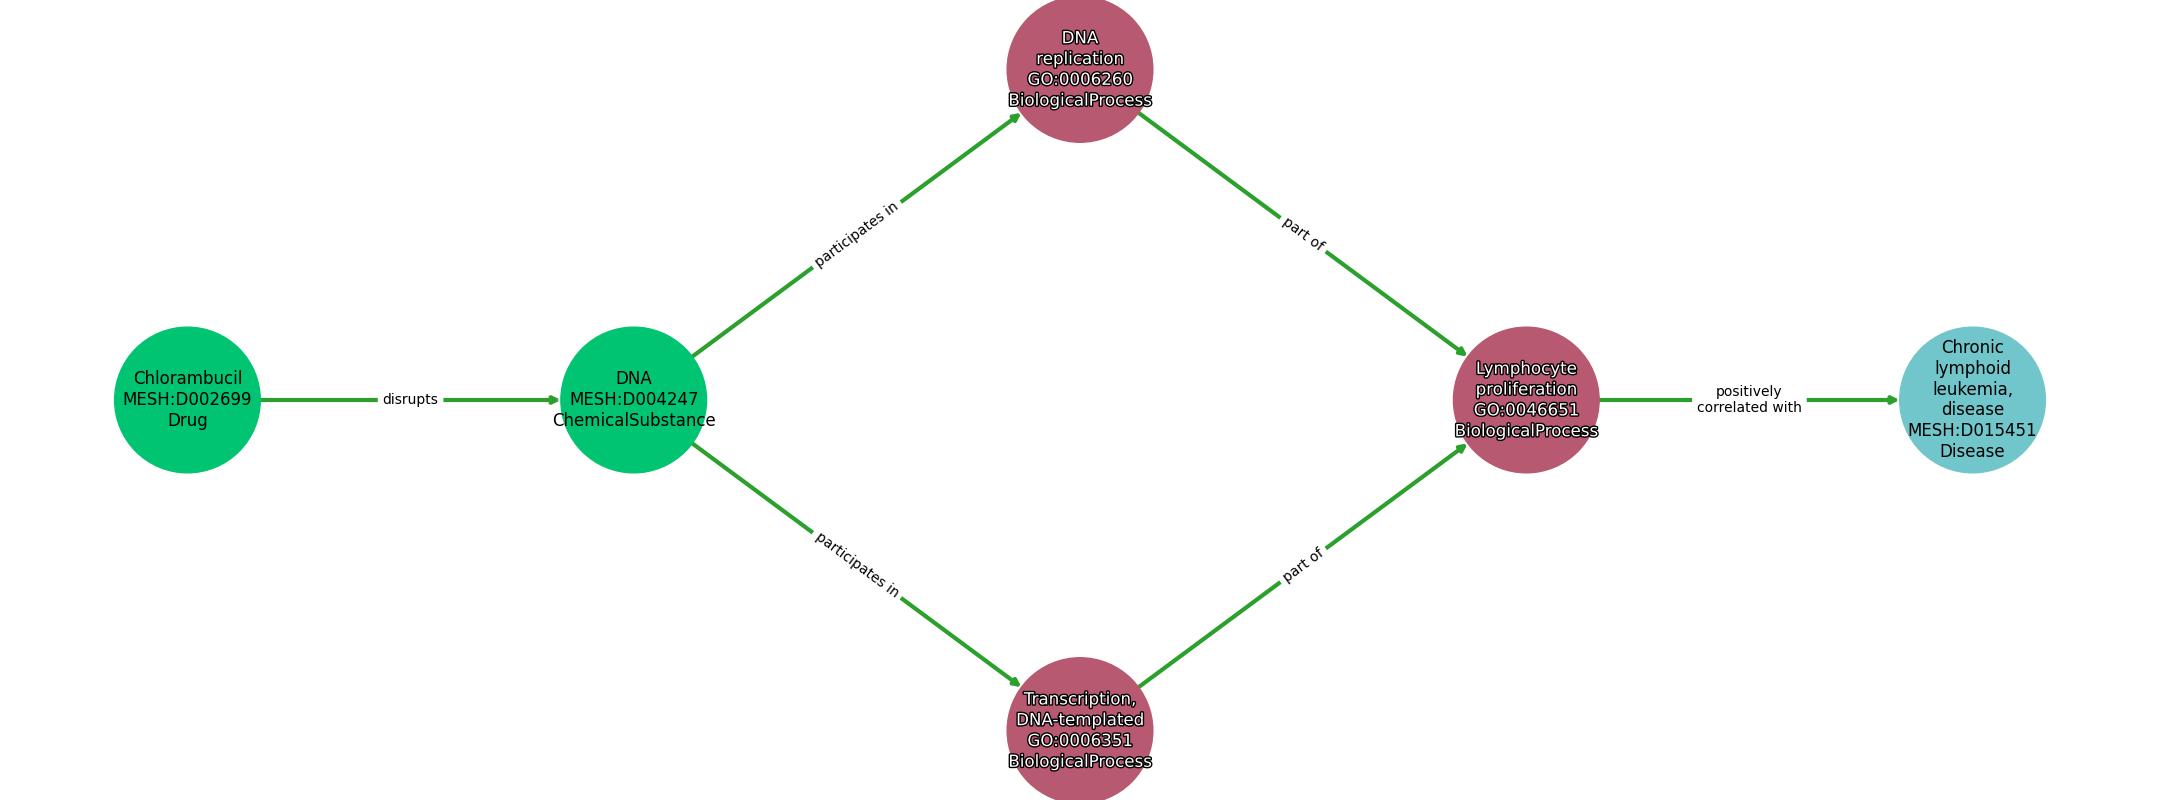 DNA
replication
GO:0006260
BiologicalProcess
participates in
part of
Chlorambucil
MESH:D002699
Drug
disrupts
DNA
MESH:D004247
ChemicalSubstance
Lymphocyte
proliferation
GO:0046651
BiologicalProcess
positively
correlated with
Chronic
lymphoid
leukemia,
disease
MESH:D015451
Disease
participates in
part of
Transcription,
DNA-templated
GO:0006351
BiologicalProcess